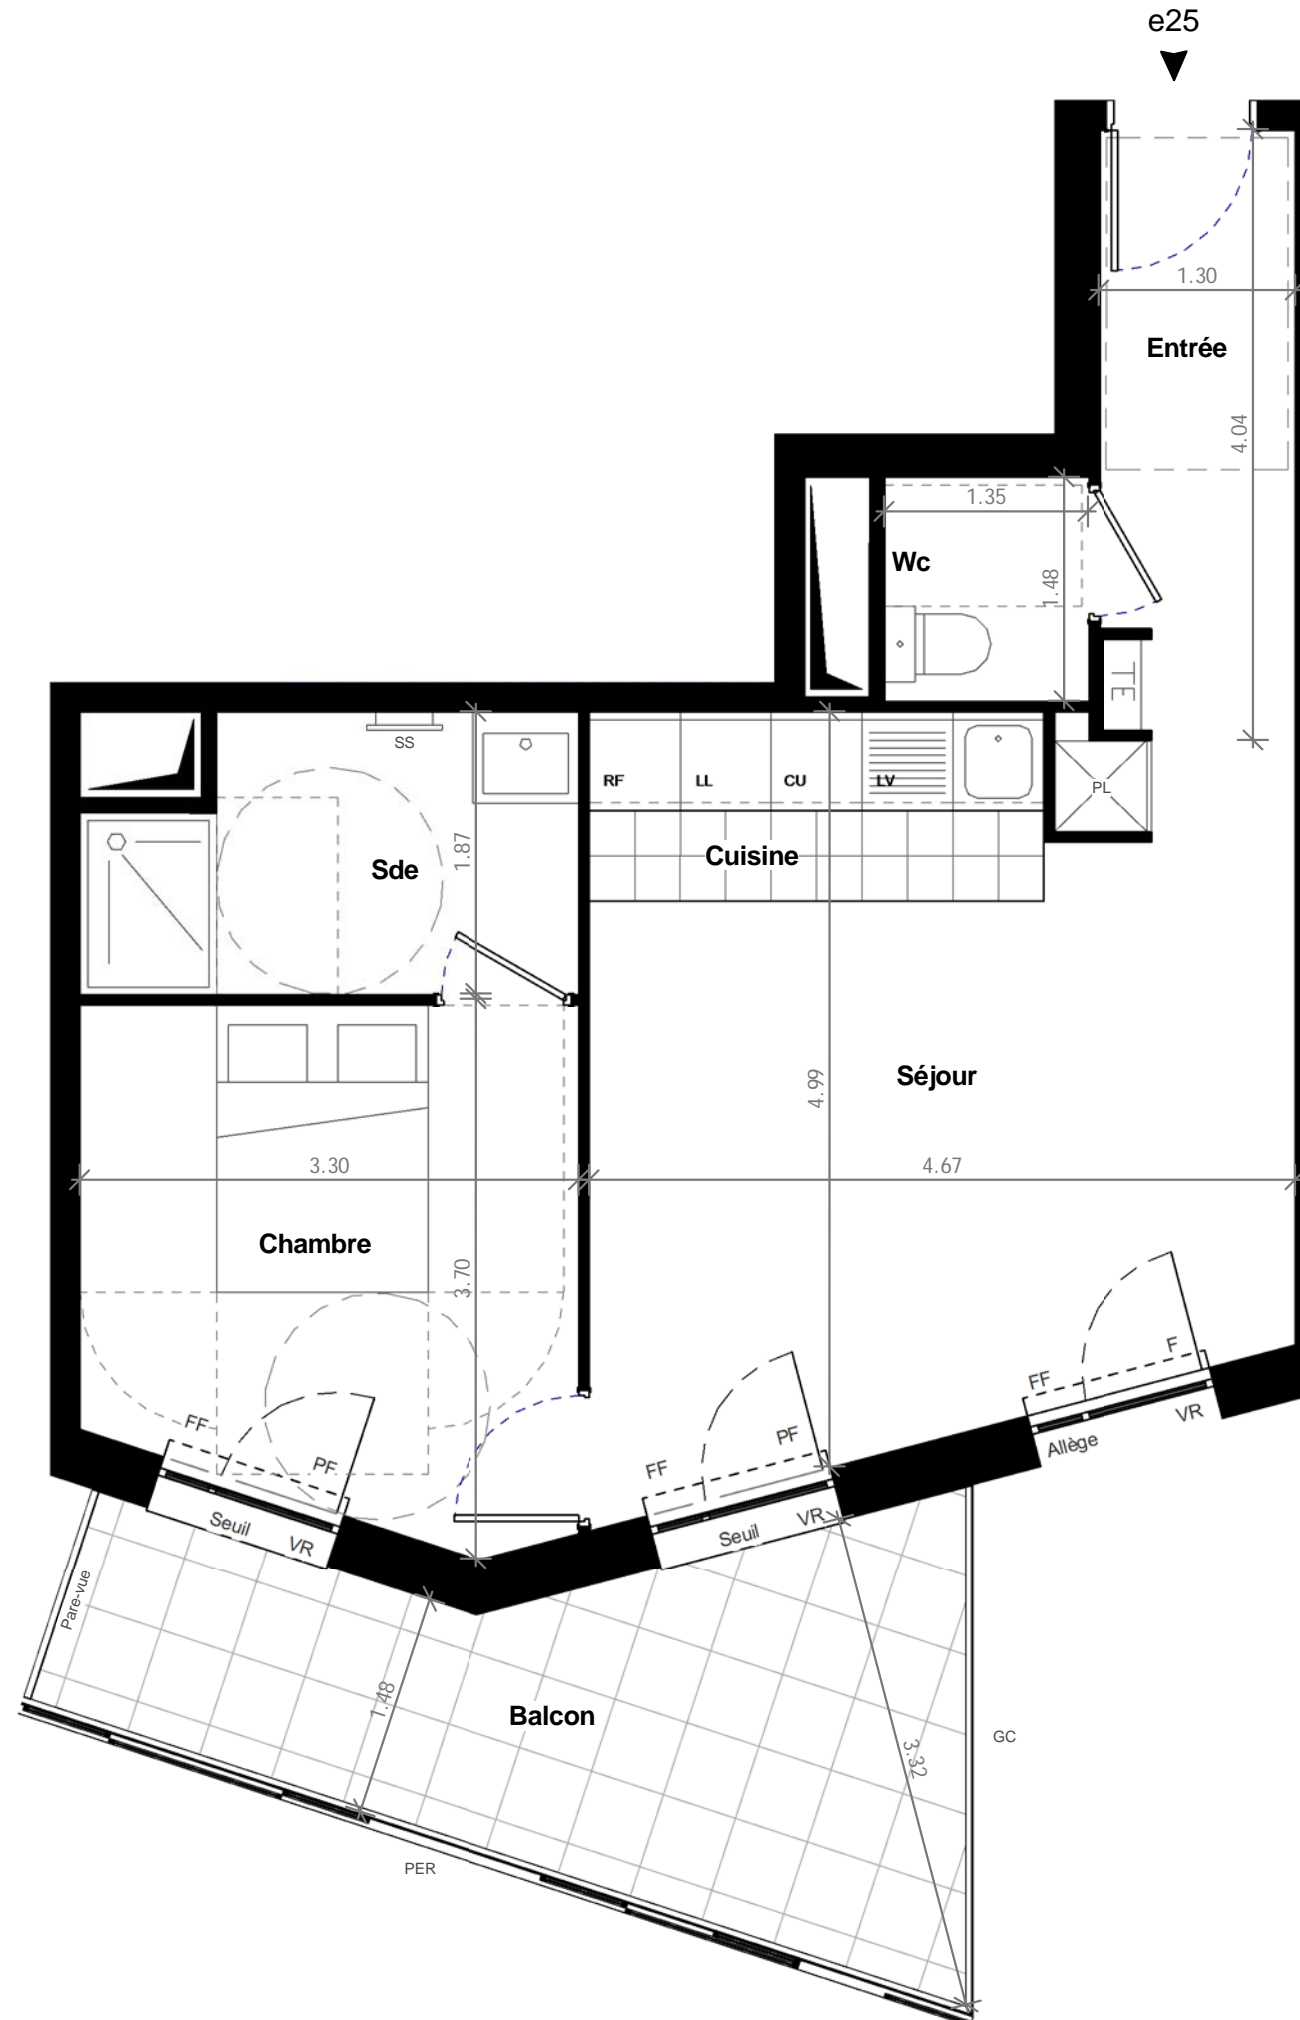 e25
1.30
Entrée
4.04
1.35
Wc
1.48
TE
SS
RF
LL
CU
LV
PL
Cuisine
Sde
1.87
Séjour
4.99
3.30
4.67
Chambre
3.70
FF
PF
Seuil
VR
FF
PF
Seuil
VR
FF
F
VR
Allège
Pare-vue
1.48
Balcon
3.32
GC
PER